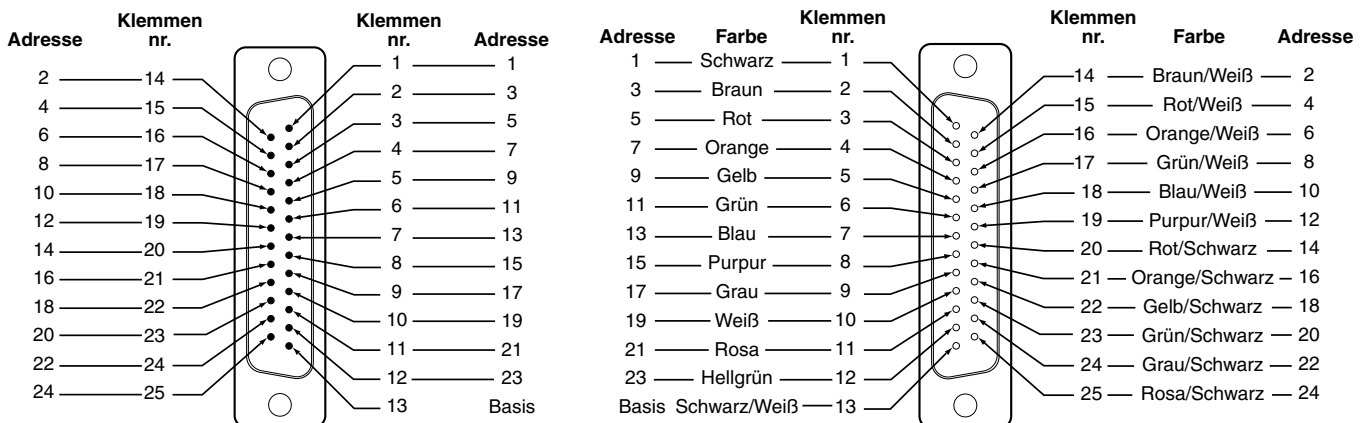 Adresse Klemmen nr. Klemmen nr. Adresse
2 14 1 1
4 15 2 3
6 16 3 5
8 17 4 7
10 18 5 9
12 19 6 11
14 20 7 13
16 21 8 15
18 22 9 17
20 23 10 19
22 24 11 21
24 25 12 23
13 Basis
Adresse Farbe Klemmen nr.
1 Schwarz 1
3 Braun 2
5 Rot 3
7 Orange 4
9 Gelb 5
11 Grün 6
13 Blau 7
15 Purpur 8
17 Grau 9
19 Weiß 10
21 Rosa 11
23 Hellgrün 12
Basis Schwarz/Weiß 13
Klemmen nr. Farbe Adresse
14 Braun/Weiß 2
15 Rot/Weiß 4
16 Orange/Weiß 6
17 Grün/Weiß 8
18 Blau/Weiß 10
19 Purpur/Weiß 12
20 Rot/Schwarz 14
21 Orange/Schwarz 16
22 Gelb/Schwarz 18
23 Grün/Schwarz 20
24 Grau/Schwarz 22
25 Rosa/Schwarz 24